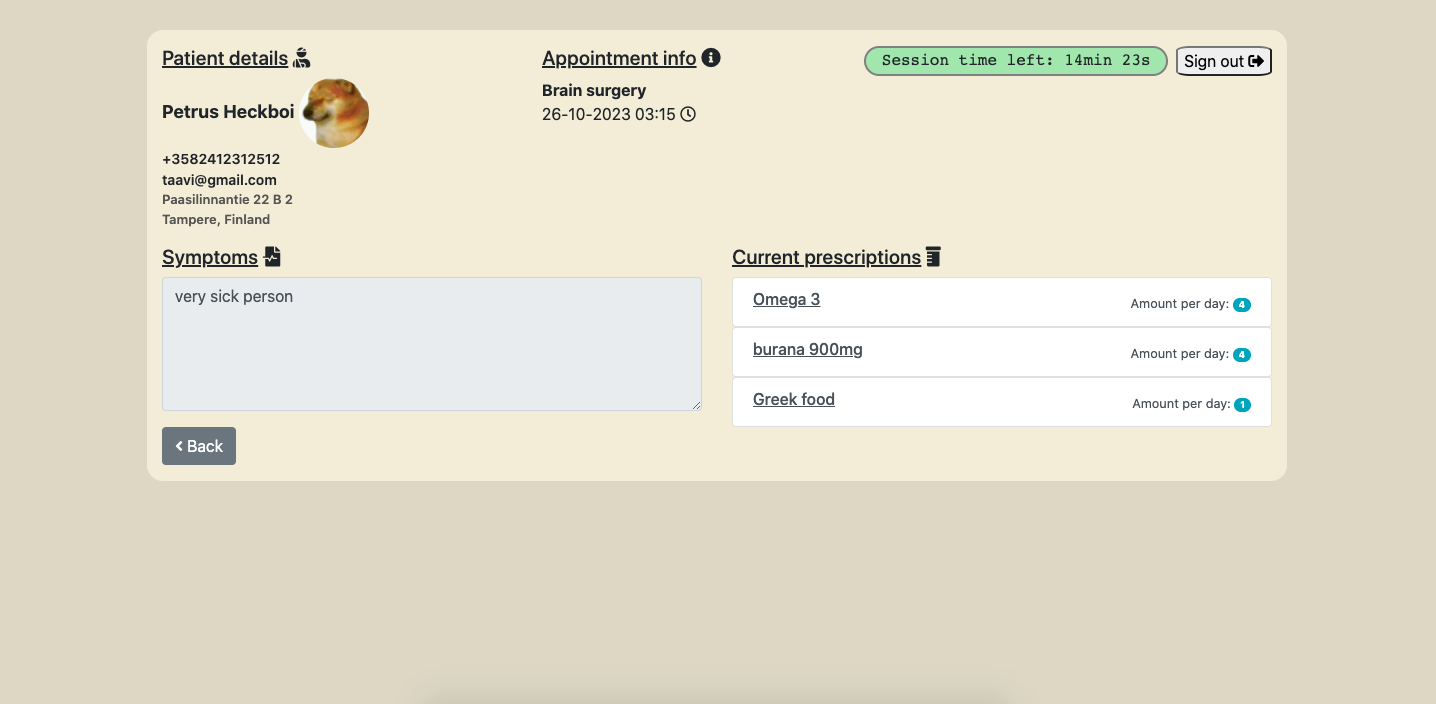 Patient details
Petrus Heckboi
+3582412312512
taavi@gmail.com
Paasilinnantie 22 B 2
Tampere, Finland
Appointment info
Brain surgery
26-10-2023 03:15
Session time left: 14min 23s
Sign out
Symptoms
very sick person
Back
Current prescriptions
Omega 3 Amount per day: 4
burana 900mg Amount per day: 4
Greek food Amount per day: 1